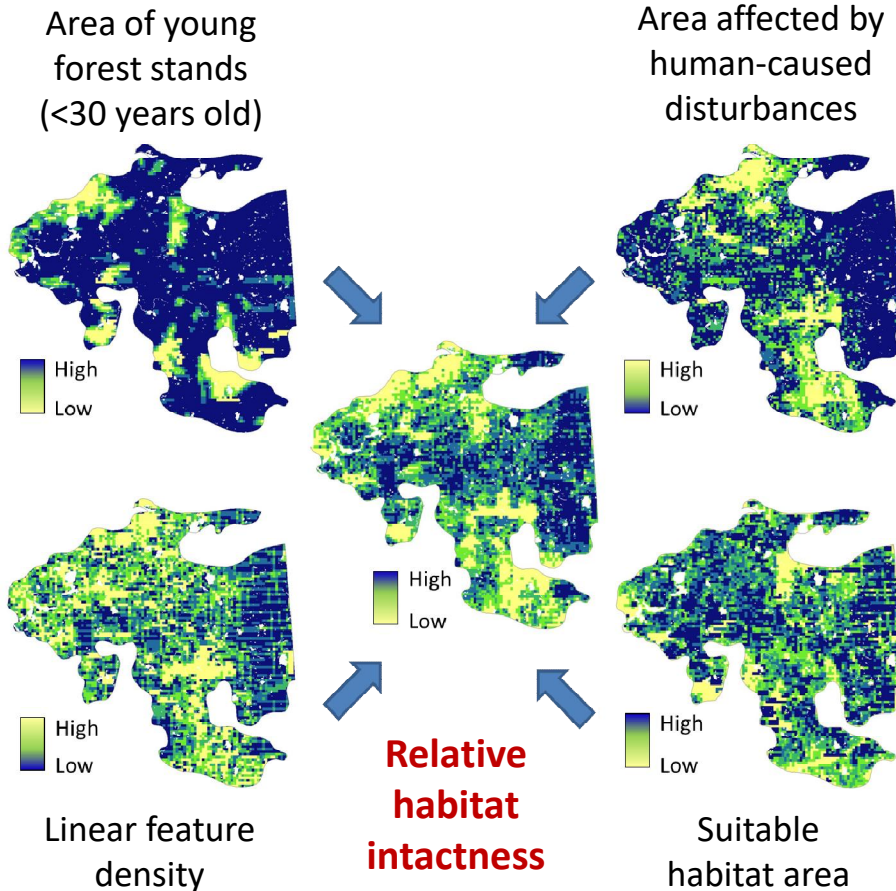 Area of young
forest stands
(<30 years old)
Area affected by
human-caused
disturbances
High
Low
High
Low
High
Low
High
Low
High
Low
Linear feature
density
Relative
habitat
intactness
Suitable
habitat area